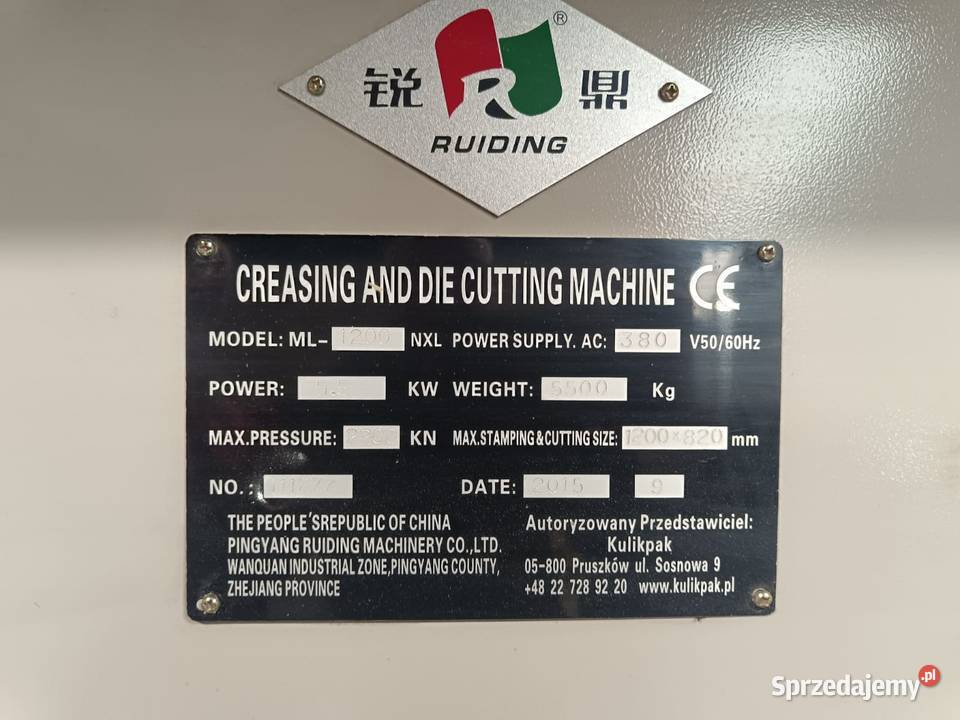 锐 R® 鼎
RUIDING
CREASING AND DIE CUTTING MACHINE CE
MODEL: ML-1200 NXL POWER SUPPLY. AC: 380 V50/60Hz
POWER: KW WEIGHT: 5500 Kg
MAX.PRESSURE: KN MAX.STAMPING&CUTTING SIZE: 1200×820 mm
NO.: DATE: 2015 9
THE PEOPLE'SREPUBLIC OF CHINA
PINGYANG RUIDING MACHINERY CO.,LTD.
WANQUAN INDUSTRIAL ZONE,PINGYANG COUNTY,
ZHEJIANG PROVINCE
Autoryzowany Przedstawiciel:
Kulikpak
05-800 Pruszków ul. Sosnowa 9
+48 22 728 92 20 www.kulikpak.pl
Sprzedajemy.pl